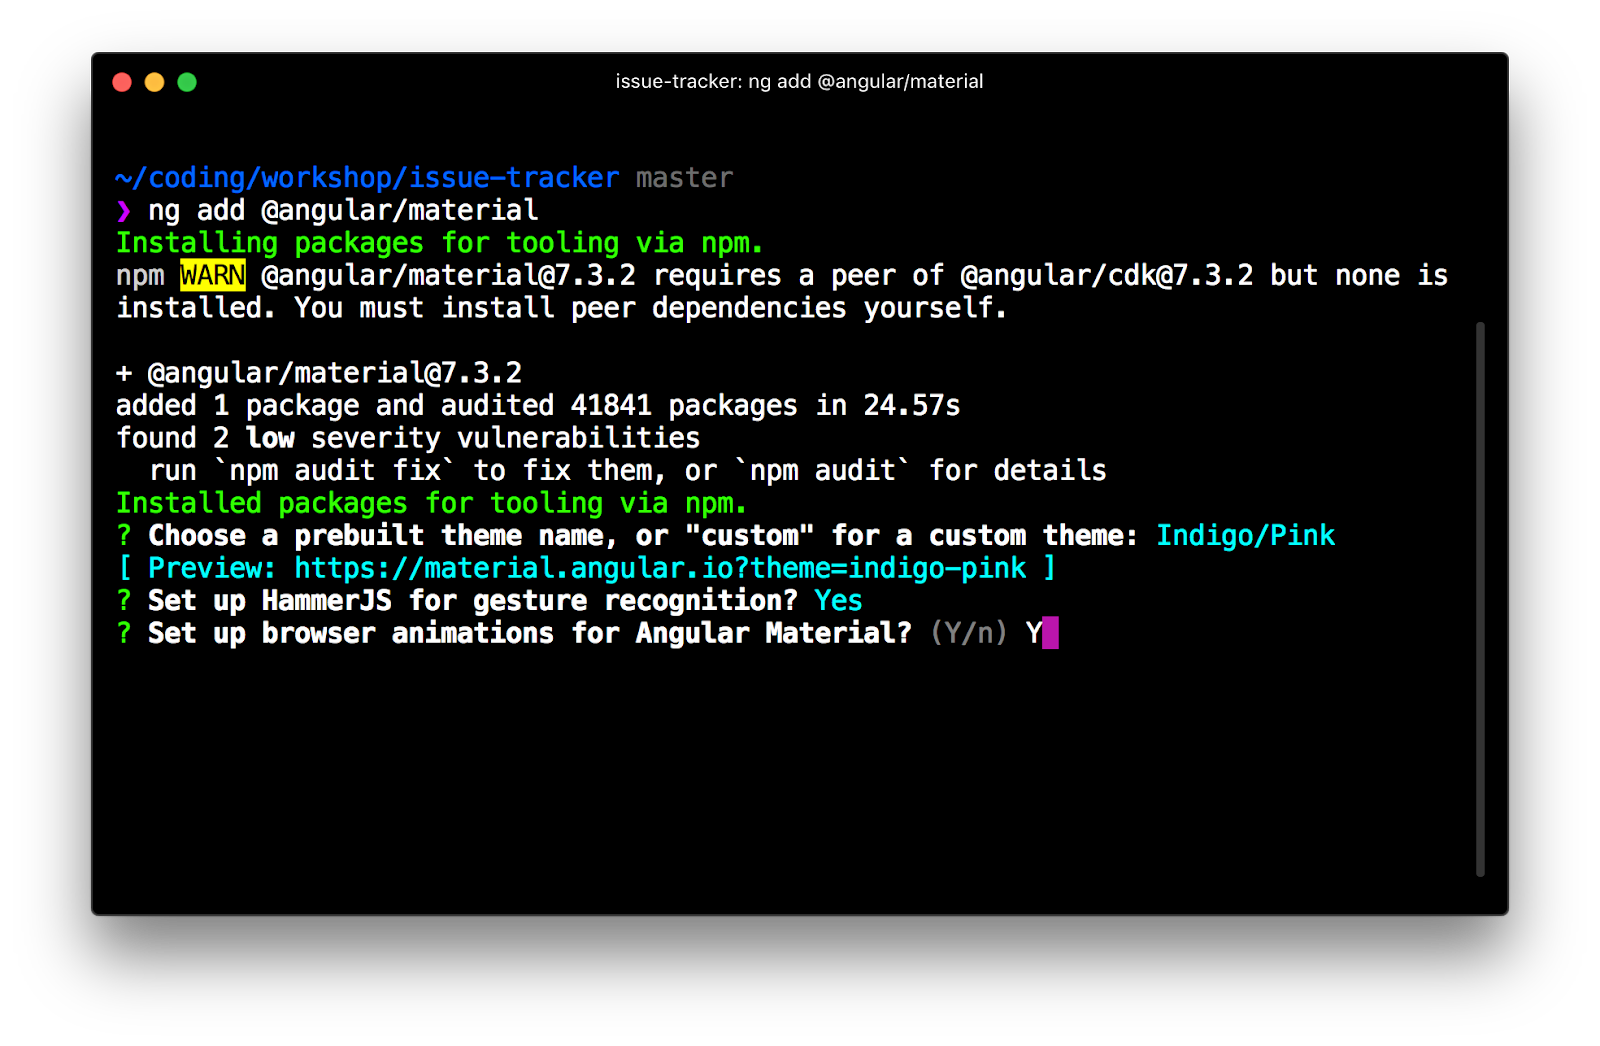 issue-tracker: ng add @angular/material
~/coding/workshop/issue-tracker master
❯ ng add @angular/material
Installing packages for tooling via npm.
npm WARN @angular/material@7.3.2 requires a peer of @angular/cdk@7.3.2 but none is
installed. You must install peer dependencies yourself.
+ @angular/material@7.3.2
added 1 package and audited 41841 packages in 24.57s
found 2 low severity vulnerabilities
  run `npm audit fix` to fix them, or `npm audit` for details
Installed packages for tooling via npm.
? Choose a prebuilt theme name, or "custom" for a custom theme: Indigo/Pink
[ Preview: https://material.angular.io?theme=indigo-pink ]
? Set up HammerJS for gesture recognition? Yes
? Set up browser animations for Angular Material? (Y/n) Y